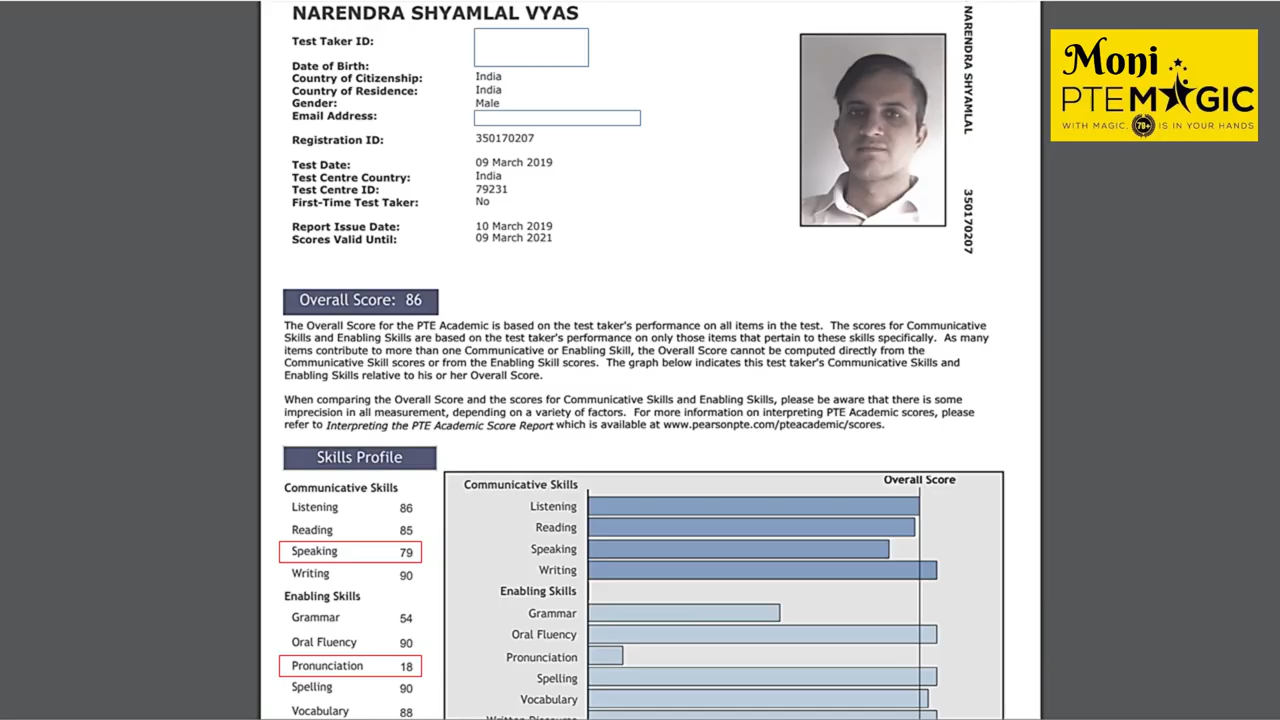 NARENDRA SHYAMLAL VYAS
Test Taker ID:
Date of Birth:
Country of Citizenship: India
Country of Residence: India
Gender: Male
Email Address:
Registration ID: 350170207
Test Date: 09 March 2019
Test Centre Country: India
Test Centre ID: 79231
First-Time Test Taker: No
Report Issue Date: 10 March 2019
Scores Valid Until: 09 March 2021
NARENDRA SHYAMLAL 350170207
Moni
PTEMAGIC
WITH MAGIC, 79+ IS IN YOUR HANDS
Overall Score: 86
The Overall Score for the PTE Academic is based on the test taker's performance on all items in the test. The scores for Communicative
Skills and Enabling Skills are based on the test taker's performance on only those items that pertain to these skills specifically. As many
items contribute to more than one Communicative or Enabling Skill, the Overall Score cannot be computed directly from the
Communicative Skill scores or from the Enabling Skill scores. The graph below indicates this test taker's Communicative Skills and
Enabling Skills relative to his or her Overall Score.
When comparing the Overall Score and the scores for Communicative Skills and Enabling Skills, please be aware that there is some
imprecision in all measurement, depending on a variety of factors. For more information on interpreting PTE Academic scores, please
refer to Interpreting the PTE Academic Score Report which is available at www.pearsonpte.com/pteacademic/scores.
Skills Profile
Communicative Skills
Listening 86
Reading 85
Speaking 79
Writing 90
Enabling Skills
Grammar 54
Oral Fluency 90
Pronunciation 18
Spelling 90
Vocabulary 88
Communicative Skills
Overall Score
Listening
Reading
Speaking
Writing
Enabling Skills
Grammar
Oral Fluency
Pronunciation
Spelling
Vocabulary
Written Discourse